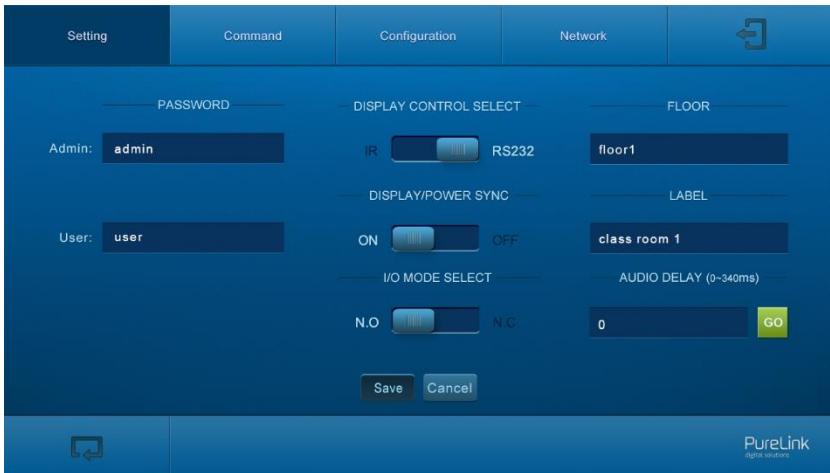 Setting Command Configuration Network
PASSWORD DISPLAY CONTROL SELECT FLOOR
Admin: admin IR RS232 floor1
DISPLAY/POWER SYNC LABEL
User: user ON OFF class room 1
I/O MODE SELECT AUDIO DELAY (0~340ms)
N.O N.C 0 GO
Save Cancel
PureLink
digital solutions